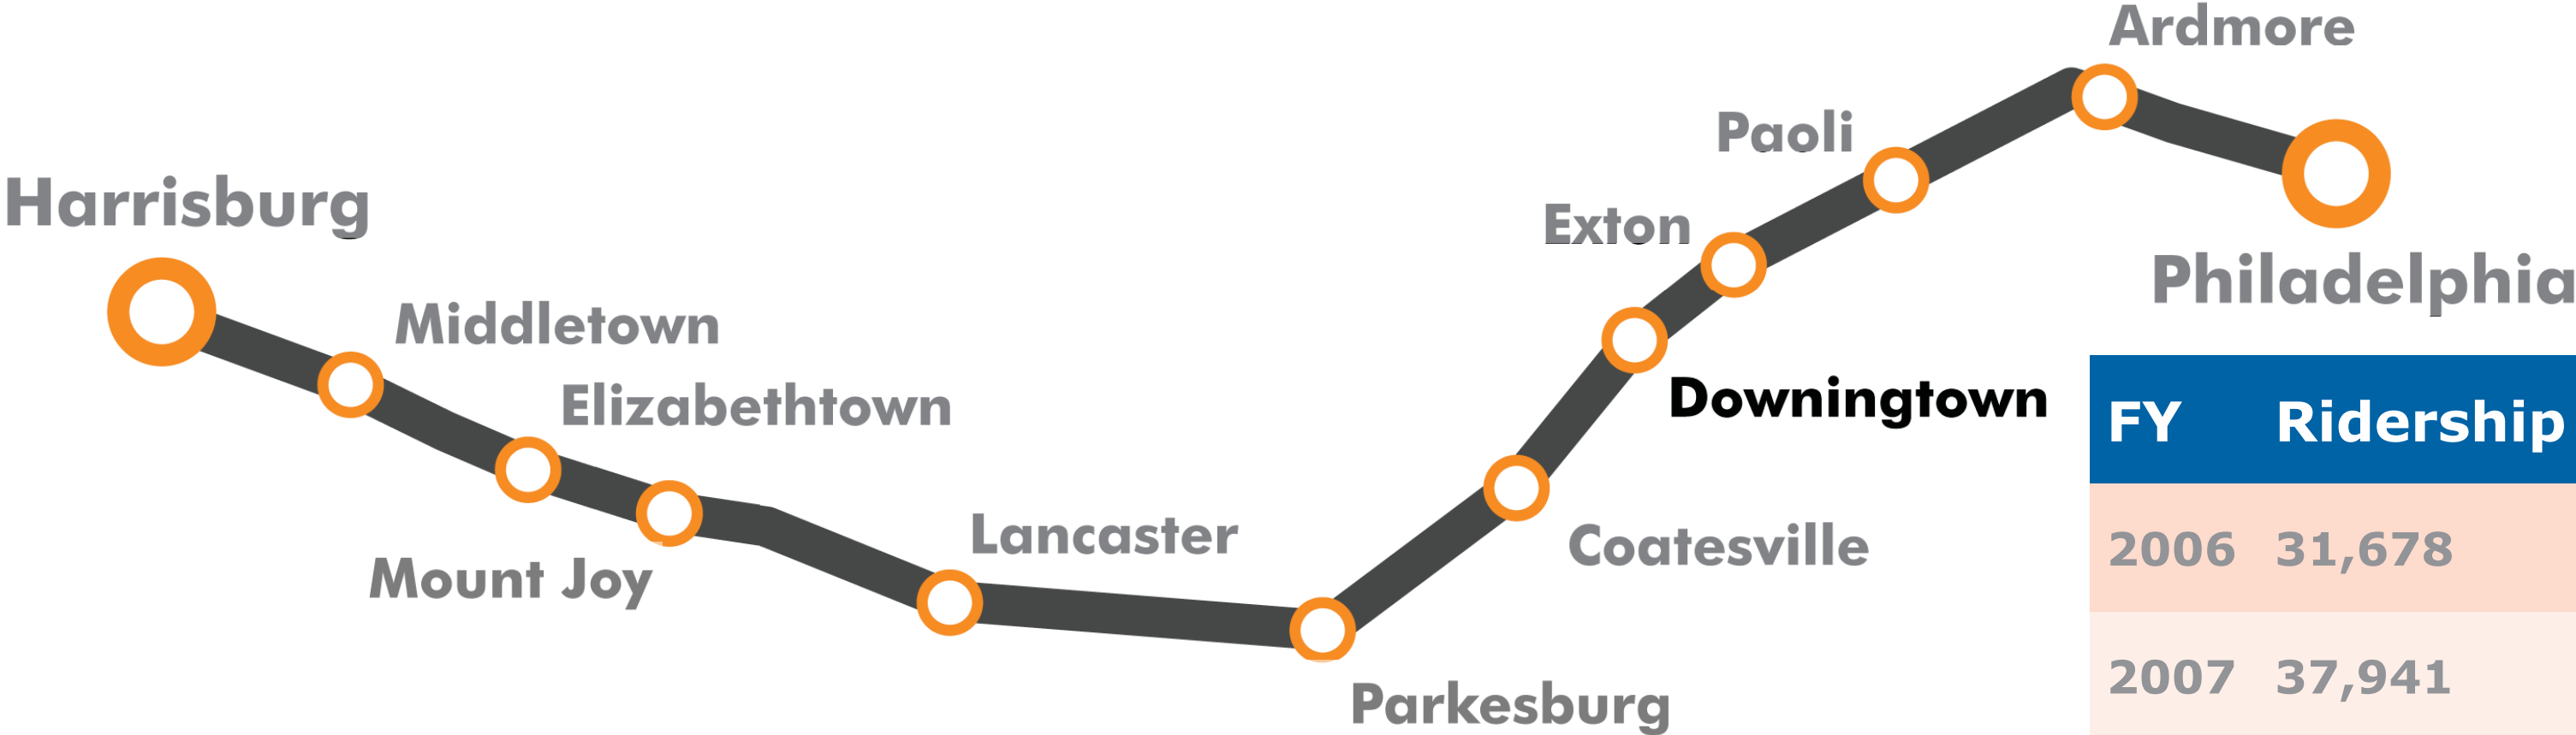 Ardmore
Paoli
Harrisburg
Exton
Philadelphia
Middletown
Elizabethtown
Downingtown
Lancaster
Coatesville
Mount Joy
Parkesburg
FY Ridership
2006 31,678
2007 37,941